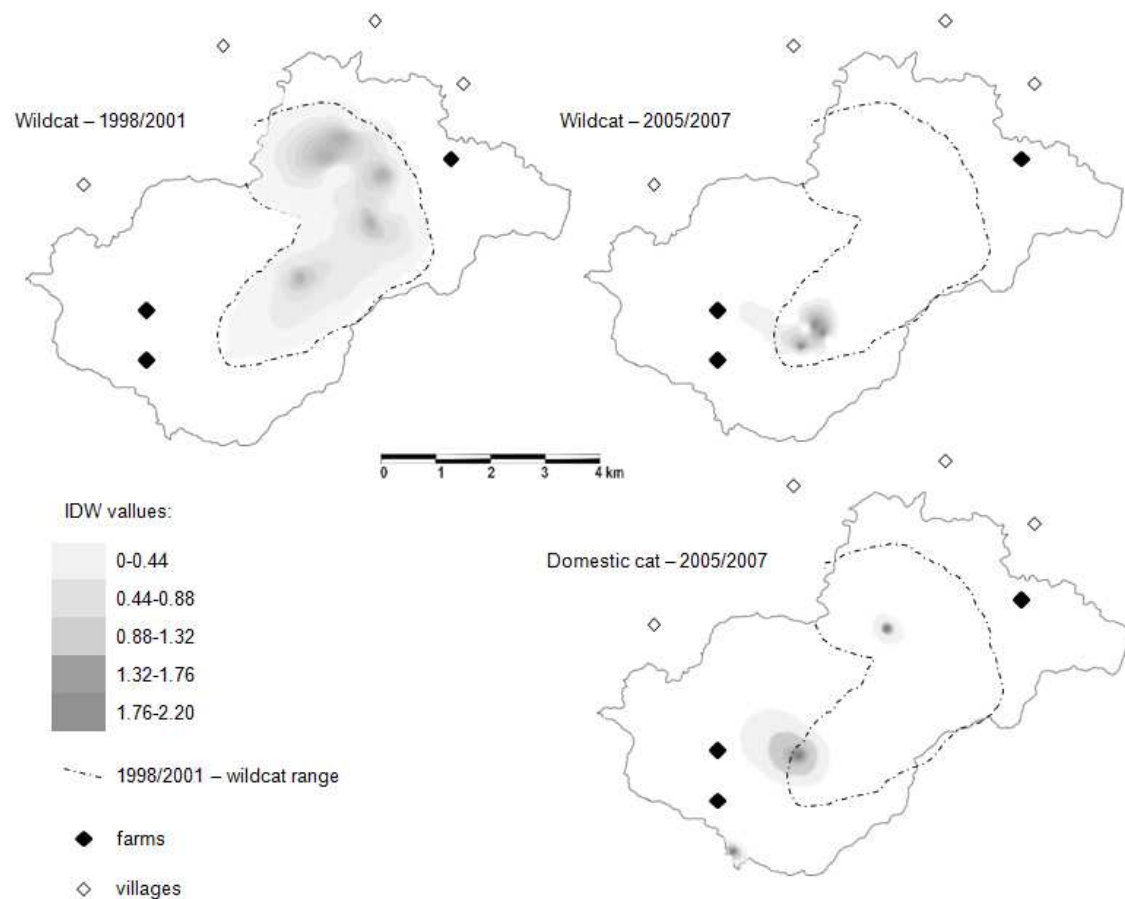 Wildcat – 1998/2001
Wildcat – 2005/2007
0 1 2 3 4 km
IDW vallues:
0-0.44
0.44-0.88
0.88-1.32
1.32-1.76
1.76-2.20
1998/2001 – wildcat range
farms
villages
Domestic cat – 2005/2007